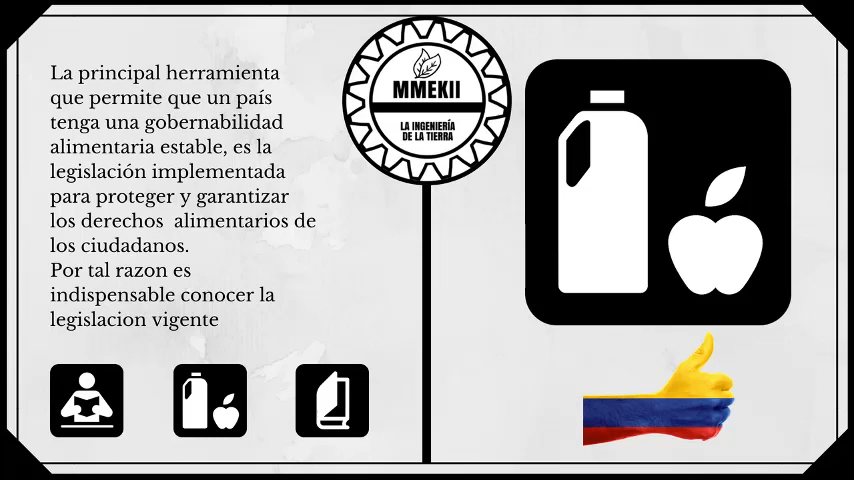 La principal herramienta
que permite que un país
tenga una gobernabilidad
alimentaria estable, es la
legislación implementada
para proteger y garantizar
los derechos  alimentarios de
los ciudadanos.
Por tal razon es
indispensable conocer la
legislacion vigente
MMEKII
LA INGENIERÍA
DE LA TIERRA